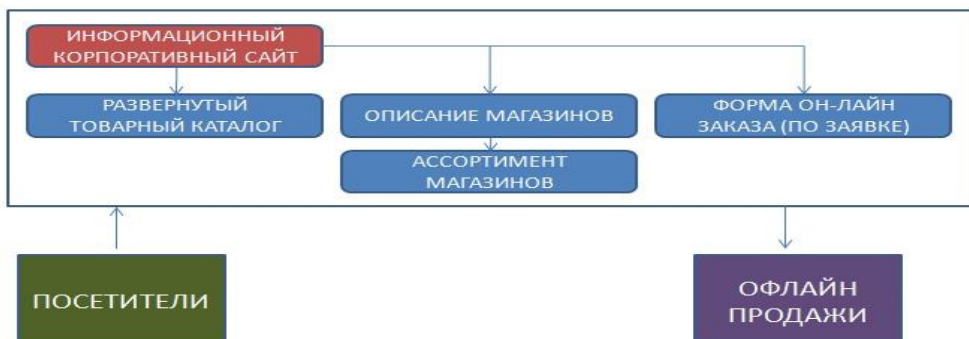 ИНФОРМАЦИОННЫЙ
КОРПОРАТИВНЫЙ САЙТ
РАЗВЕРНУТЫЙ
ТОВАРНЫЙ КАТАЛОГ
ОПИСАНИЕ МАГАЗИНОВ
ФОРМА ОН-ЛАЙН
ЗАКАЗА (ПО ЗАЯВКЕ)
АССОРТИМЕНТ
МАГАЗИНОВ
ПОСЕТИТЕЛИ
ОФЛАЙН
ПРОДАЖИ